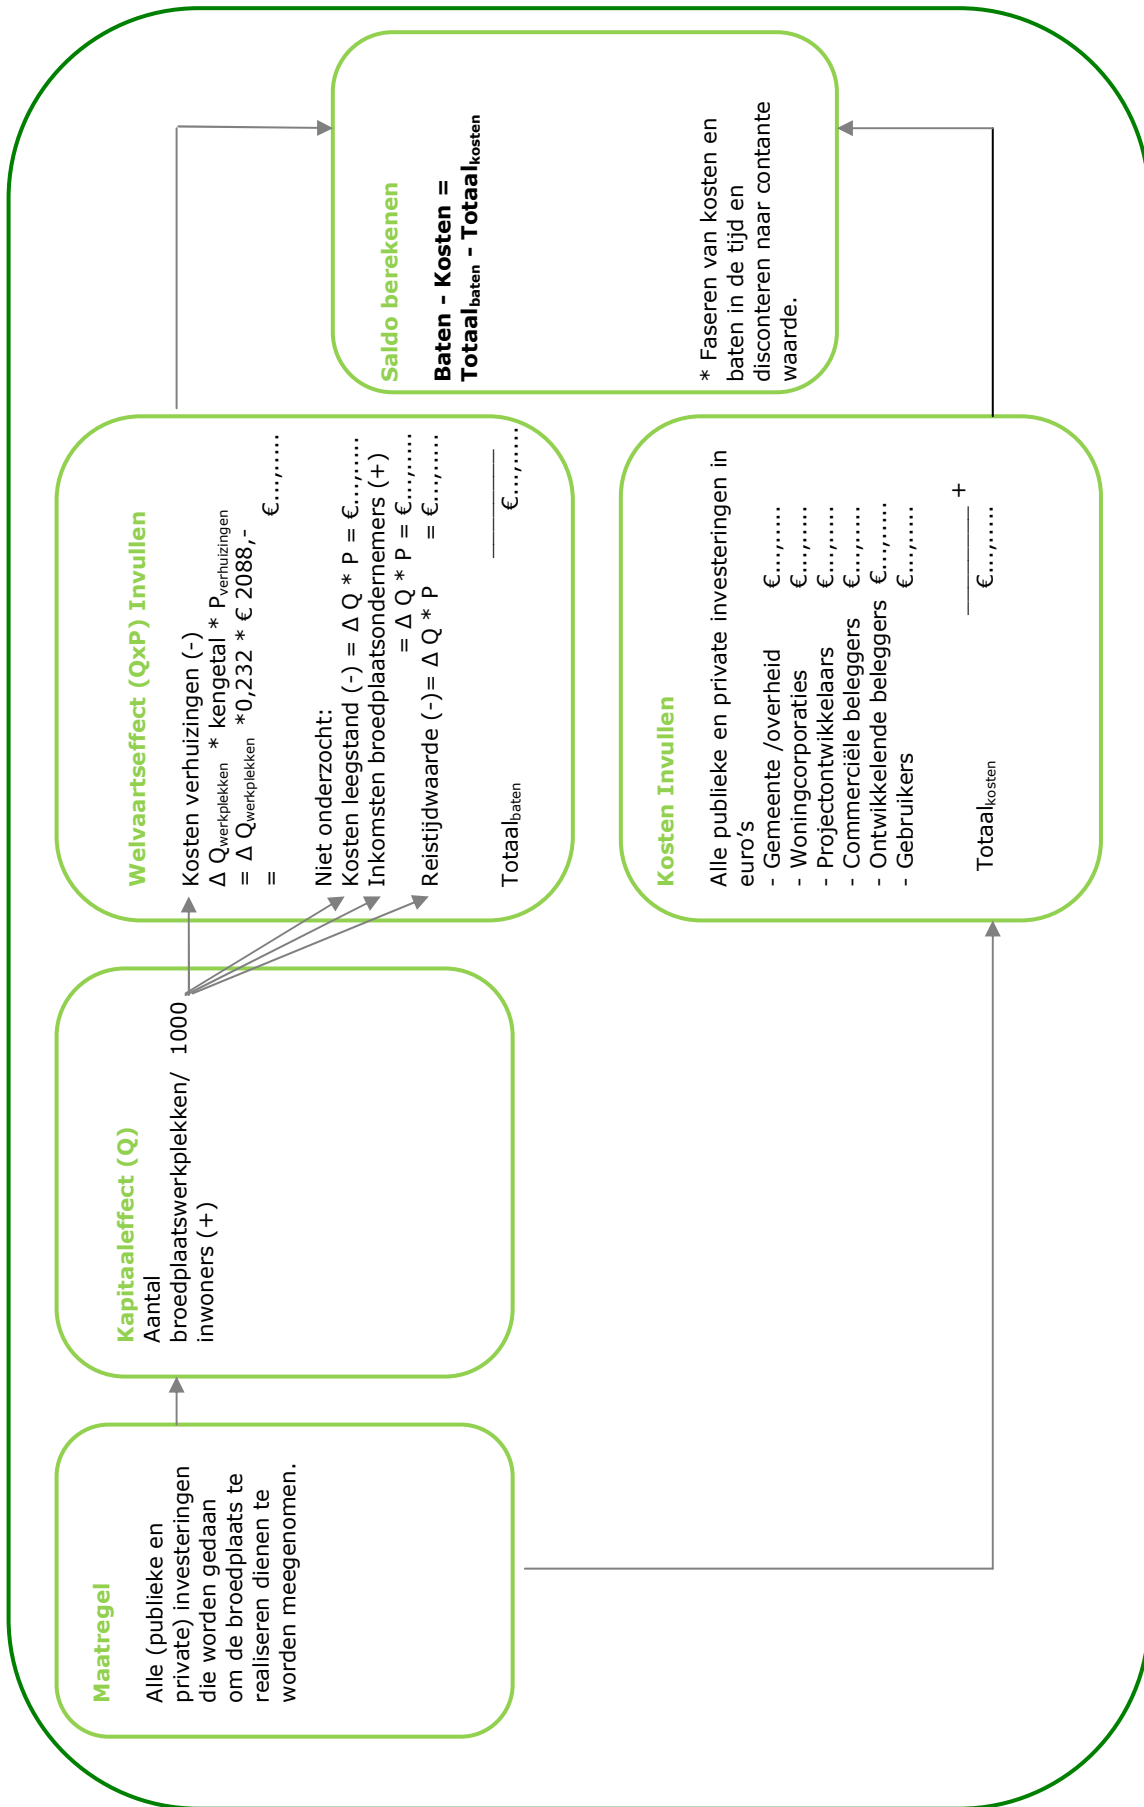 Maatregel
Alle (publieke en
private) investeringen
die worden gedaan
om de broedplaats te
realiseren dienen te
worden meegenomen.
Kapitaaleffect (Q)
Aantal
broedplaatswerkplekken/ 1000
inwoners (+)
Welvaartseffect (QxP) Invullen
Kosten verhuizingen (-)
Δ Qwerkplekken * kengetal * Pverhuizingen
= Δ Qwerkplekken *0,232 * € 2088,-
= €...,.....
Niet onderzocht:
Kosten leegstand (-) = Δ Q * P = €...,.....
Inkomsten broedplaatsondernemers (+)
= Δ Q * P = €...,.....
Reistijdwaarde (-)= Δ Q * P = €...,.....
Totaalbaten €...,.....
Kosten Invullen
Alle publieke en private investeringen in
euro's
- Gemeente /overheid €...,.....
- Woningcorporaties €...,.....
- Projectontwikkelaars €...,.....
- Commerciële beleggers €...,.....
- Ontwikkelende beleggers €...,.....
- Gebruikers €...,.....
+
Totaalkosten €...,.....
Saldo berekenen
Baten - Kosten =
Totaalbaten - Totaalkosten
* Faseren van kosten en
baten in de tijd en
disconteren naar contante
waarde.